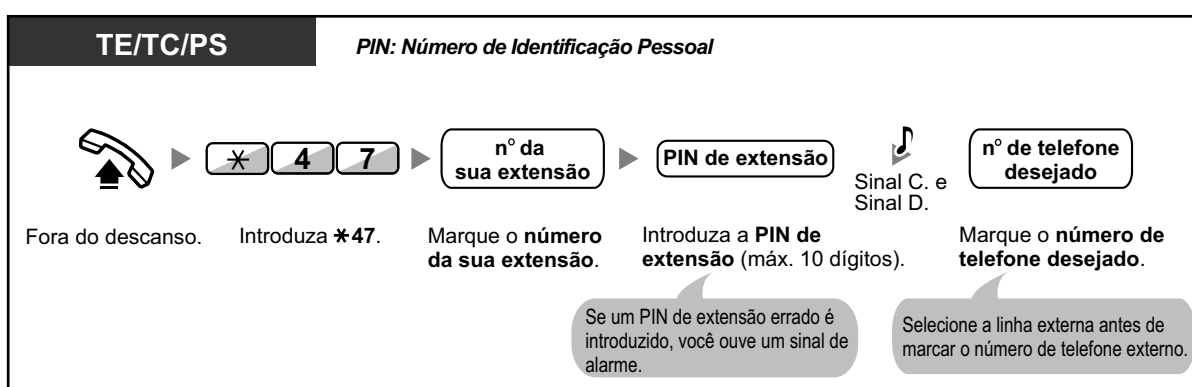 TE/TC/PS
PIN: Número de Identificação Pessoal
✳ 4 7
n° da
sua extensão
PIN de extensão
Sinal C. e
Sinal D.
n° de telefone
desejado
Fora do descanso.
Introduza ✳47.
Marque o número
da sua extensão.
Introduza a PIN de
extensão (máx. 10 dígitos).
Marque o número de
telefone desejado.
Se um PIN de extensão errado é
introduzido, você ouve um sinal de
alarme.
Selecione a linha externa antes de
marcar o número de telefone externo.